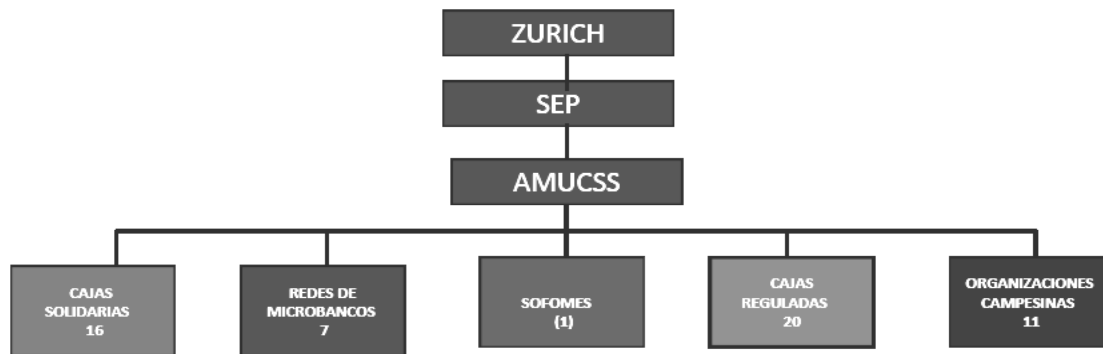 ZURICH
SEP
AMUCSS
CAJAS
SOLIDARIAS
16
REDES DE
MICROBANCOS
7
SOFOMES
(1)
CAJAS
REGULADAS
20
ORGANIZACIONES
CAMPESINAS
11